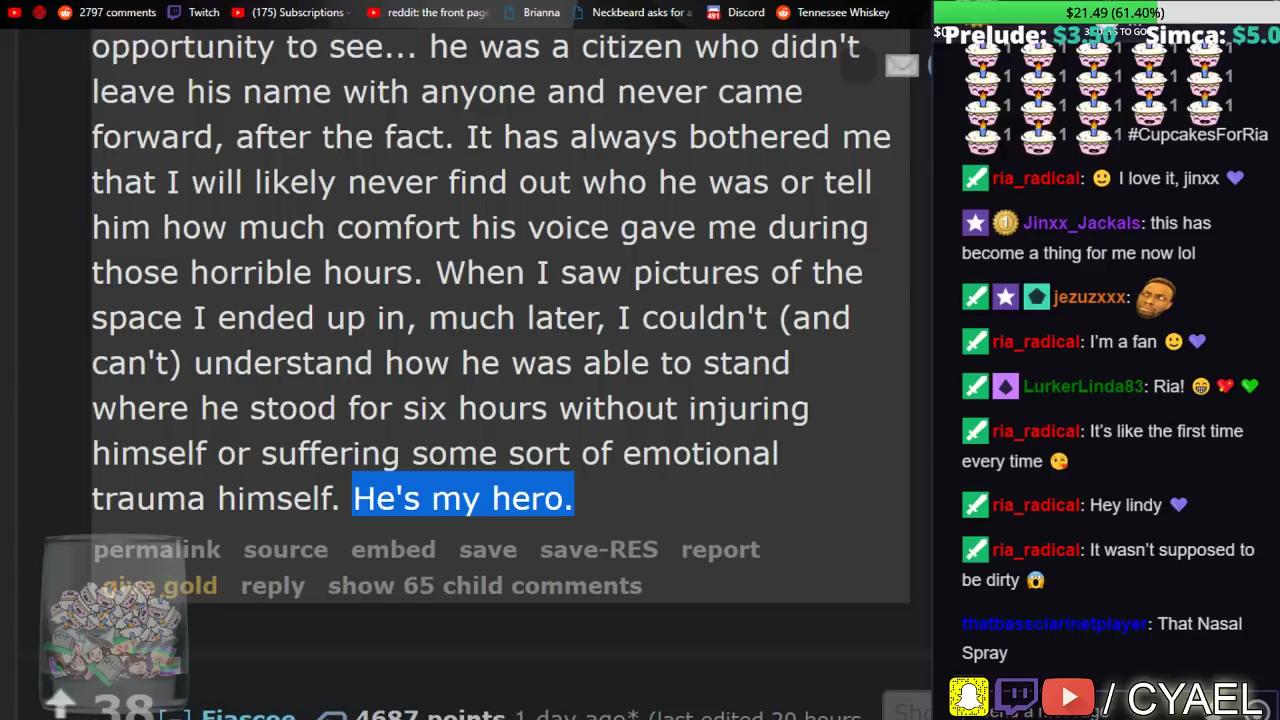 2797 comments Twitch (175) Subscriptions - reddit: the front page Brianna Neckbeard asks for a Discord Tennessee Whiskey
$21.49 (61.40%)
Prelude: $3.50 Simca: $5.0
opportunity to see... he was a citizen who didn't
leave his name with anyone and never came
forward, after the fact. It has always bothered me
that I will likely never find out who he was or tell
him how much comfort his voice gave me during
those horrible hours. When I saw pictures of the
space I ended up in, much later, I couldn't (and
can't) understand how he was able to stand
where he stood for six hours without injuring
himself or suffering some sort of emotional
trauma himself. He's my hero.
permalink source embed save save-RES report
give gold reply show 65 child comments
38 [-] Fiascoe 4687 points 1 day ago* (last edited 20 hours
1 1 1 1 1
1 1 1 1 1
1 1 1 1 1
1 1 1 #CupcakesForRia
ria_radical: I love it, jinxx
Jinxx_Jackals: this has
become a thing for me now lol
jezuzxxx:
ria_radical: I'm a fan
LurkerLinda83: Ria!
ria_radical: It's like the first time
every time
ria_radical: Hey lindy
ria_radical: It wasn't supposed to
be dirty
thatbassclarinetplayer: That Nasal
Spray
/ CYAEL